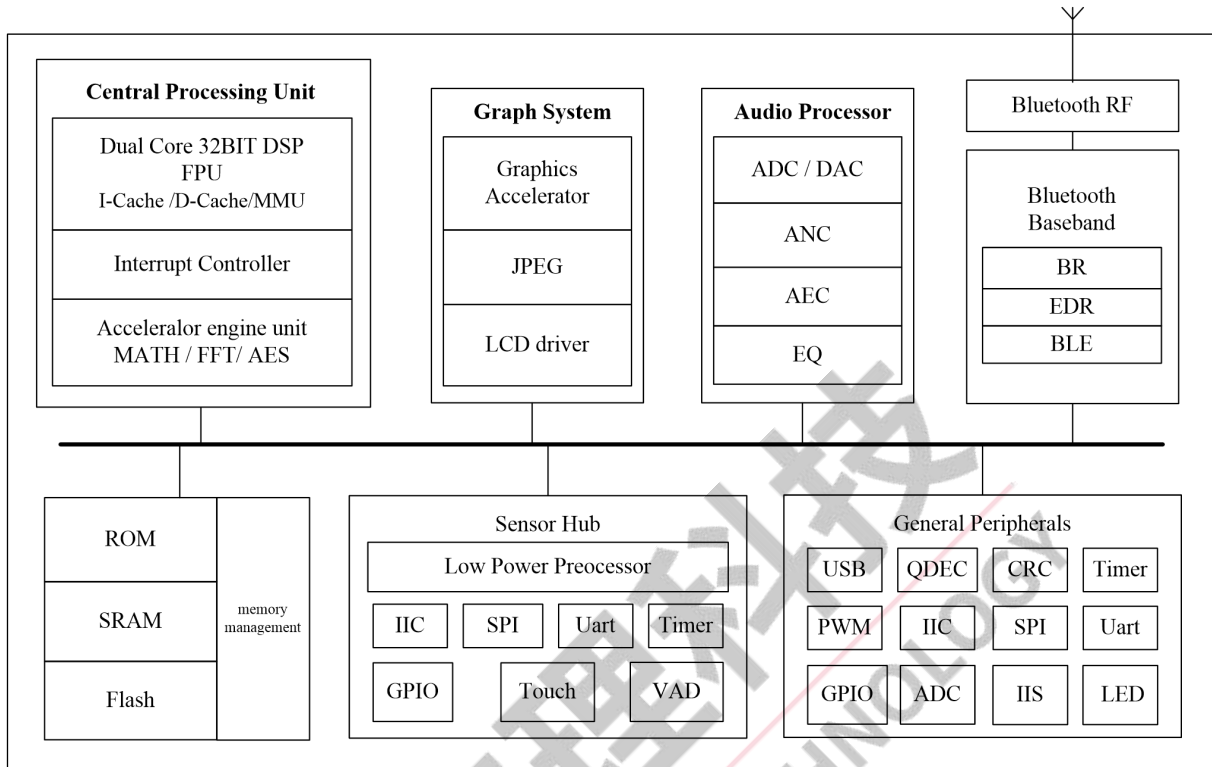 Central Processing Unit
Dual Core 32BIT DSP
FPU
I-Cache /D-Cache/MMU
Interrupt Controller
Acceleralor engine unit
MATH / FFT/ AES
Graph System
Graphics
Accelerator
JPEG
LCD driver
Audio Processor
ADC / DAC
ANC
AEC
EQ
Bluetooth RF
Bluetooth
Baseband
BR
EDR
BLE
ROM
SRAM
Flash
memory
management
Sensor Hub
Low Power Preocessor
IIC SPI Uart Timer
GPIO Touch VAD
General Peripherals
USB QDEC CRC Timer
PWM IIC SPI Uart
GPIO ADC IIS LED
理科技